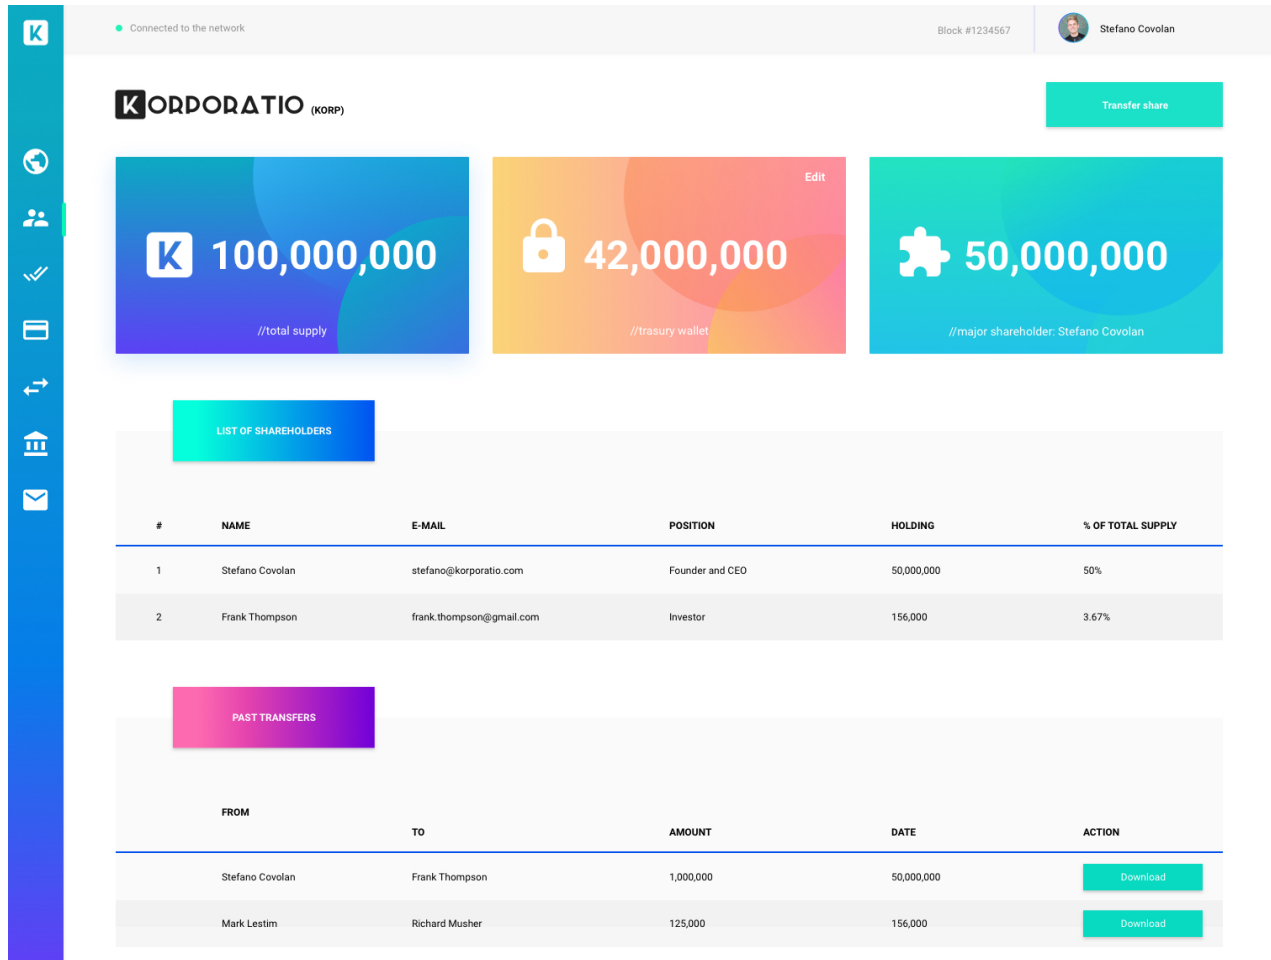 Connected to the network
Block #1234567
Stefano Covolan
KORPORATIO (KORP)
Transfer share
K 100,000,000
//total supply
Edit
42,000,000
//trasury wallet
50,000,000
//major shareholder: Stefano Covolan
LIST OF SHAREHOLDERS
# NAME E-MAIL POSITION HOLDING % OF TOTAL SUPPLY
1 Stefano Covolan stefano@korporatio.com Founder and CEO 50,000,000 50%
2 Frank Thompson frank.thompson@gmail.com Investor 156,000 3.67%
PAST TRANSFERS
FROM
TO AMOUNT DATE ACTION
Stefano Covolan Frank Thompson 1,000,000 50,000,000 Download
Mark Lestim Richard Musher 125,000 156,000 Download